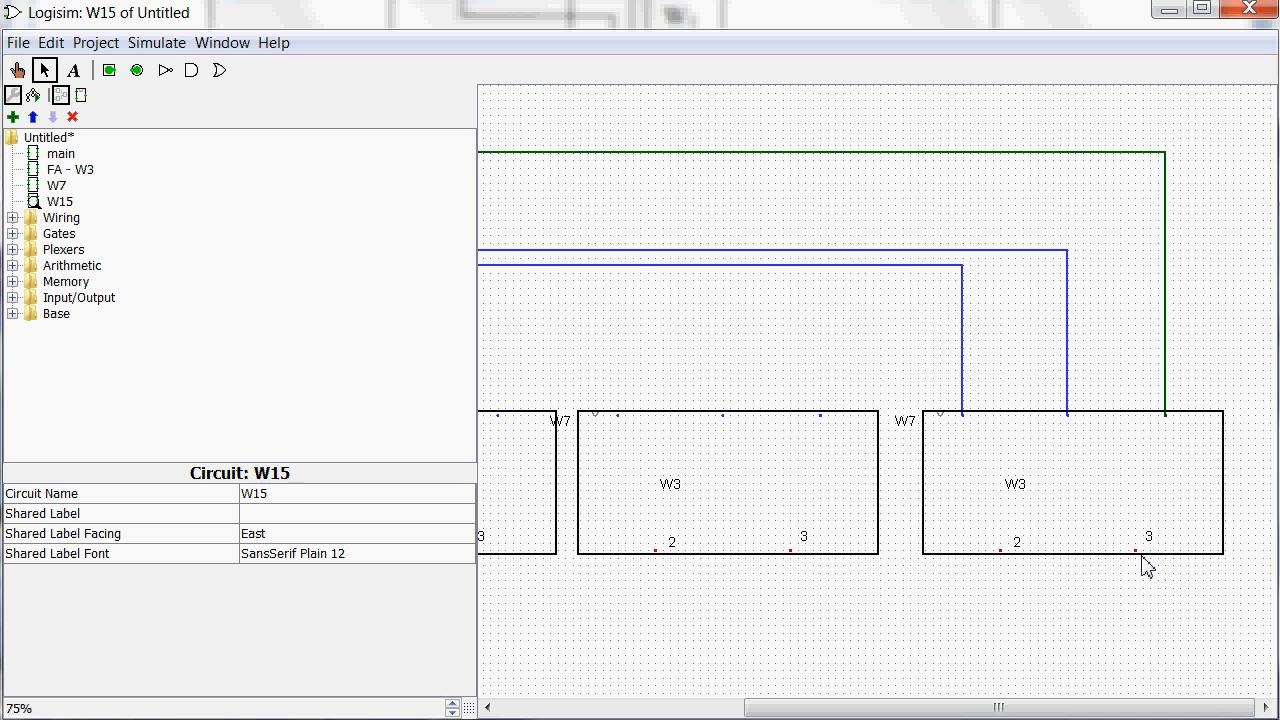 Logisim: W15 of Untitled
File Edit Project Simulate Window Help
A
Untitled*
main
FA - W3
W7
W15
Wiring
Gates
Plexers
Arithmetic
Memory
Input/Output
Base
Circuit: W15
Circuit Name W15
Shared Label
Shared Label Facing East
Shared Label Font SansSerif Plain 12
75%
W7 W7
W3 W3
3 2 3 2 3